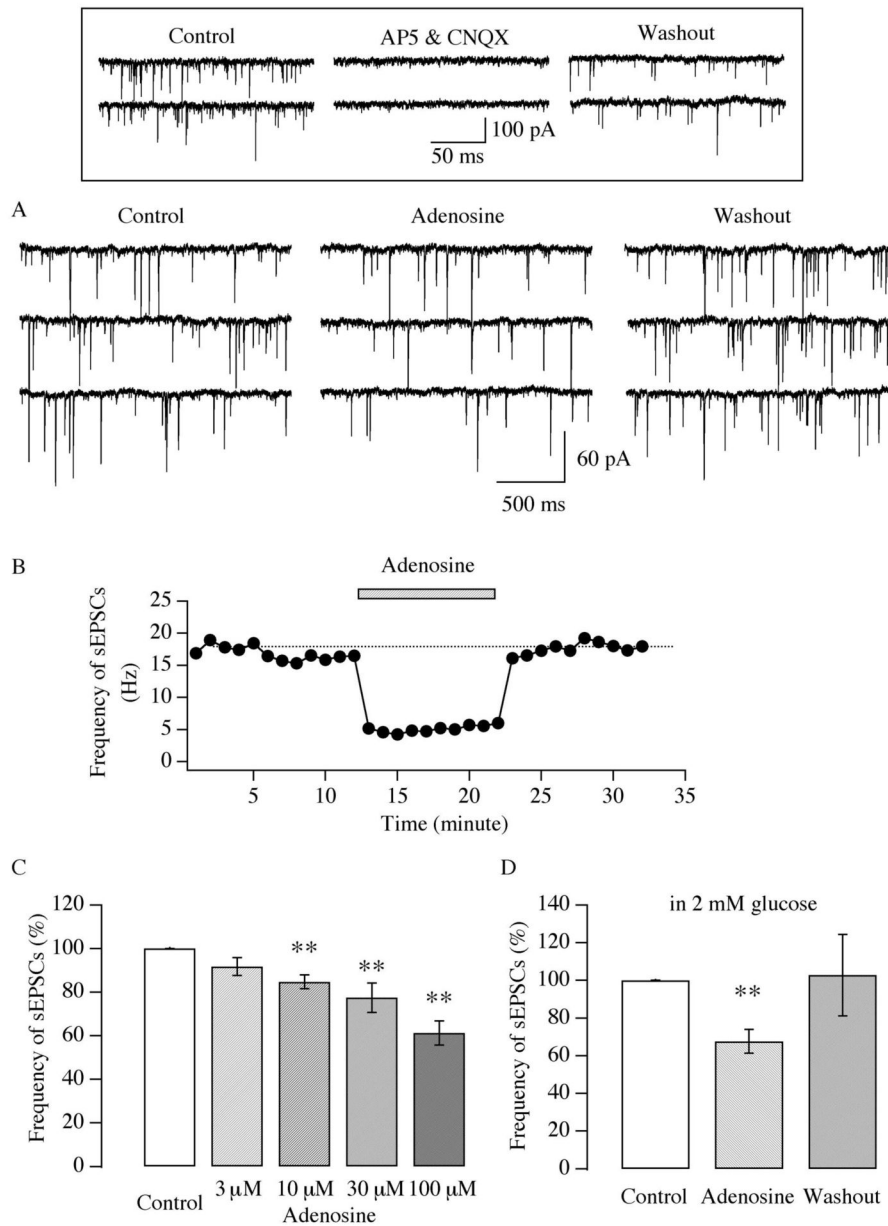 Control AP5 & CNQX Washout
100 pA
50 ms
A
Control Adenosine Washout
60 pA
500 ms
B
Adenosine
Frequency of sEPSCs
(Hz)
25
20
15
10
5
0
5 10 15 20 25 30 35
Time (minute)
C
Frequency of sEPSCs (%)
120
100
80
60
40
20
0
** ** **
Control 3 μM 10 μM 30 μM 100 μM
Adenosine
D
in 2 mM glucose
Frequency of sEPSCs (%)
140
120
100
80
60
40
20
0
**
Control Adenosine Washout